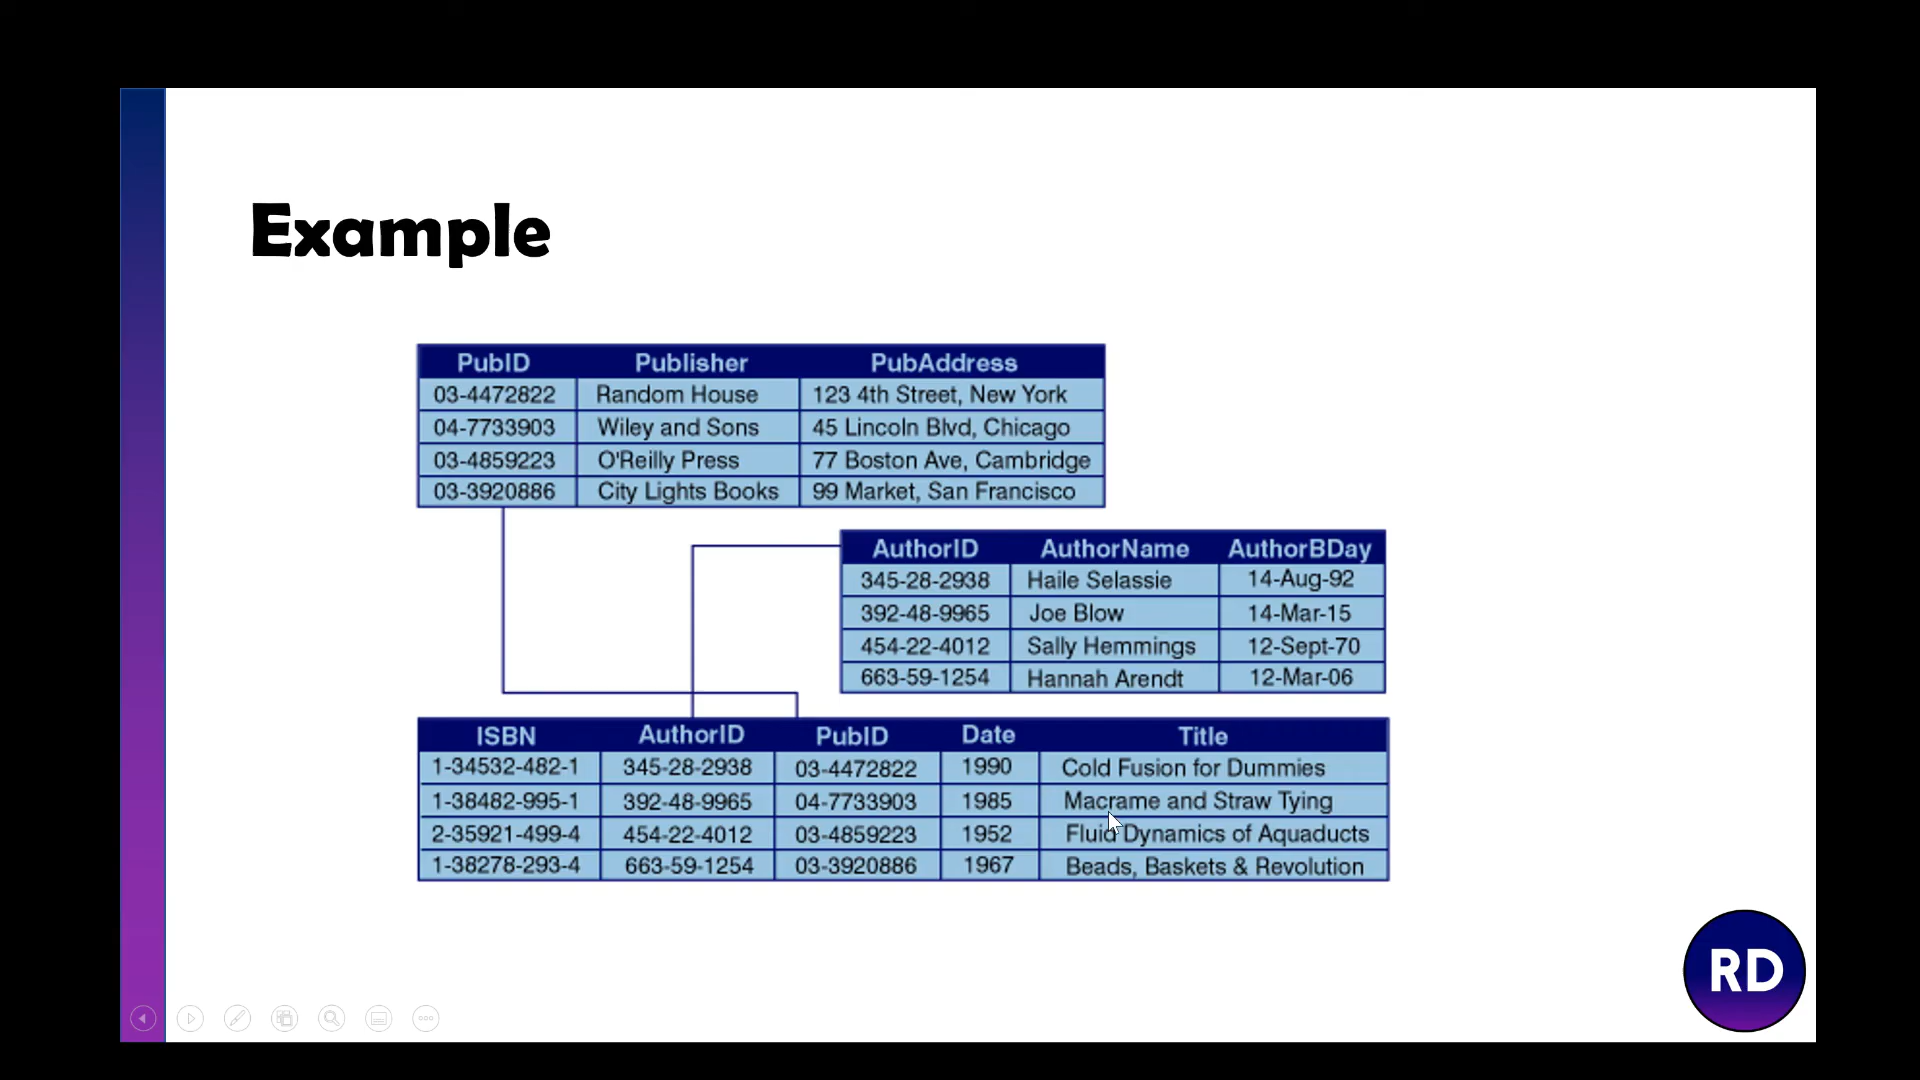 Example
PubID Publisher PubAddress
03-4472822 Random House 123 4th Street, New York
04-7733903 Wiley and Sons 45 Lincoln Blvd, Chicago
03-4859223 O'Reilly Press 77 Boston Ave, Cambridge
03-3920886 City Lights Books 99 Market, San Francisco
AuthorID AuthorName AuthorBDay
345-28-2938 Haile Selassie 14-Aug-92
392-48-9965 Joe Blow 14-Mar-15
454-22-4012 Sally Hemmings 12-Sept-70
663-59-1254 Hannah Arendt 12-Mar-06
ISBN AuthorID PubID Date Title
1-34532-482-1 345-28-2938 03-4472822 1990 Cold Fusion for Dummies
1-38482-995-1 392-48-9965 04-7733903 1985 Macrame and Straw Tying
2-35921-499-4 454-22-4012 03-4859223 1952 Fluid Dynamics of Aquaducts
1-38278-293-4 663-59-1254 03-3920886 1967 Beads, Baskets & Revolution
RD